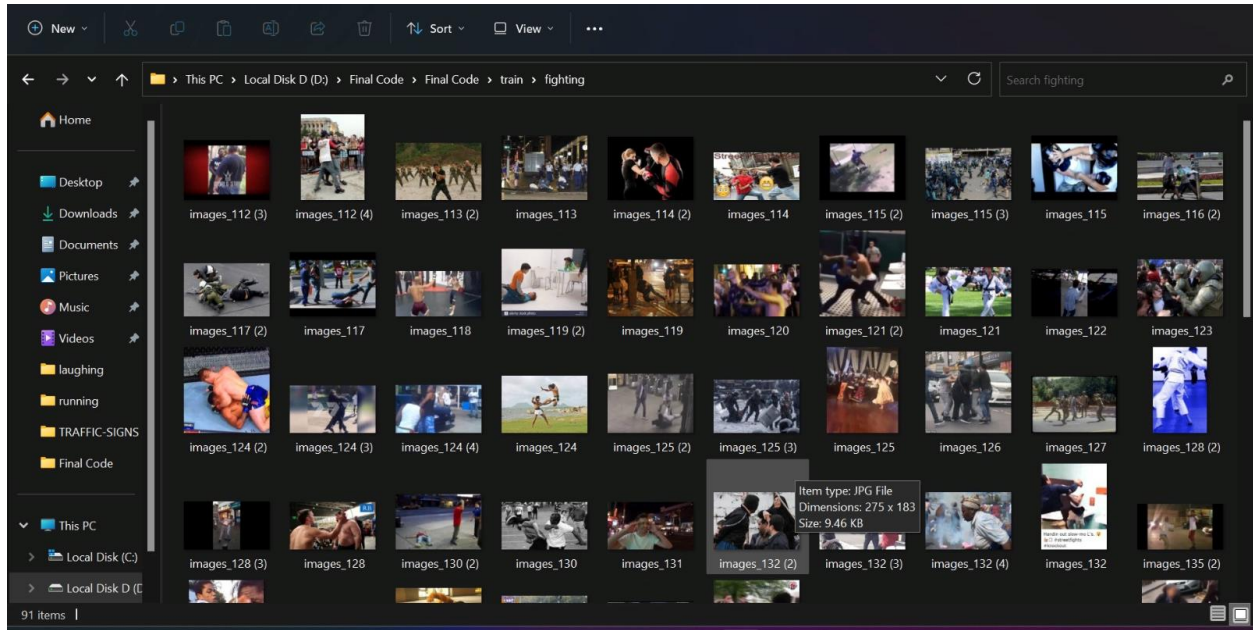 New
Sort
View
This PC > Local Disk D (D:) > Final Code > Final Code > train > fighting
Search fighting
Home
Desktop
Downloads
Documents
Pictures
Music
Videos
laughing
running
TRAFFIC-SIGNS
Final Code
This PC
Local Disk (C:)
Local Disk D (D
images_112 (3)
images_112 (4)
images_113 (2)
images_113
images_114 (2)
images_114
images_115 (2)
images_115 (3)
images_115
images_116 (2)
images_117 (2)
images_117
images_118
images_119 (2)
images_119
images_120
images_121 (2)
images_121
images_122
images_123
images_124 (2)
images_124 (3)
images_124 (4)
images_124
images_125 (2)
images_125 (3)
images_125
images_126
images_127
images_128 (2)
images_128 (3)
images_128
images_130 (2)
images_130
images_131
images_132 (2)
images_132 (3)
images_132 (4)
images_132
images_135 (2)
Item type: JPG File
Dimensions: 275 x 183
Size: 9.46 KB
91 items